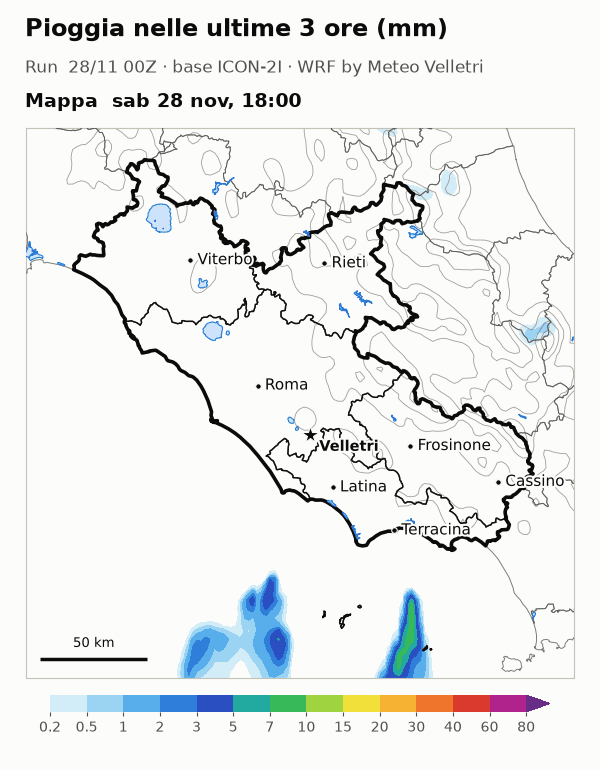 Pioggia nelle ultime 3 ore (mm)
Run  28/11 00Z · base ICON-2I · WRF by Meteo Velletri
Mappa  sab 28 nov, 18:00
Viterbo
Rieti
Roma
Velletri
Frosinone
Cassino
Latina
Terracina
50 km
0.2 0.5 1 2 3 5 7 10 15 20 30 40 60 80